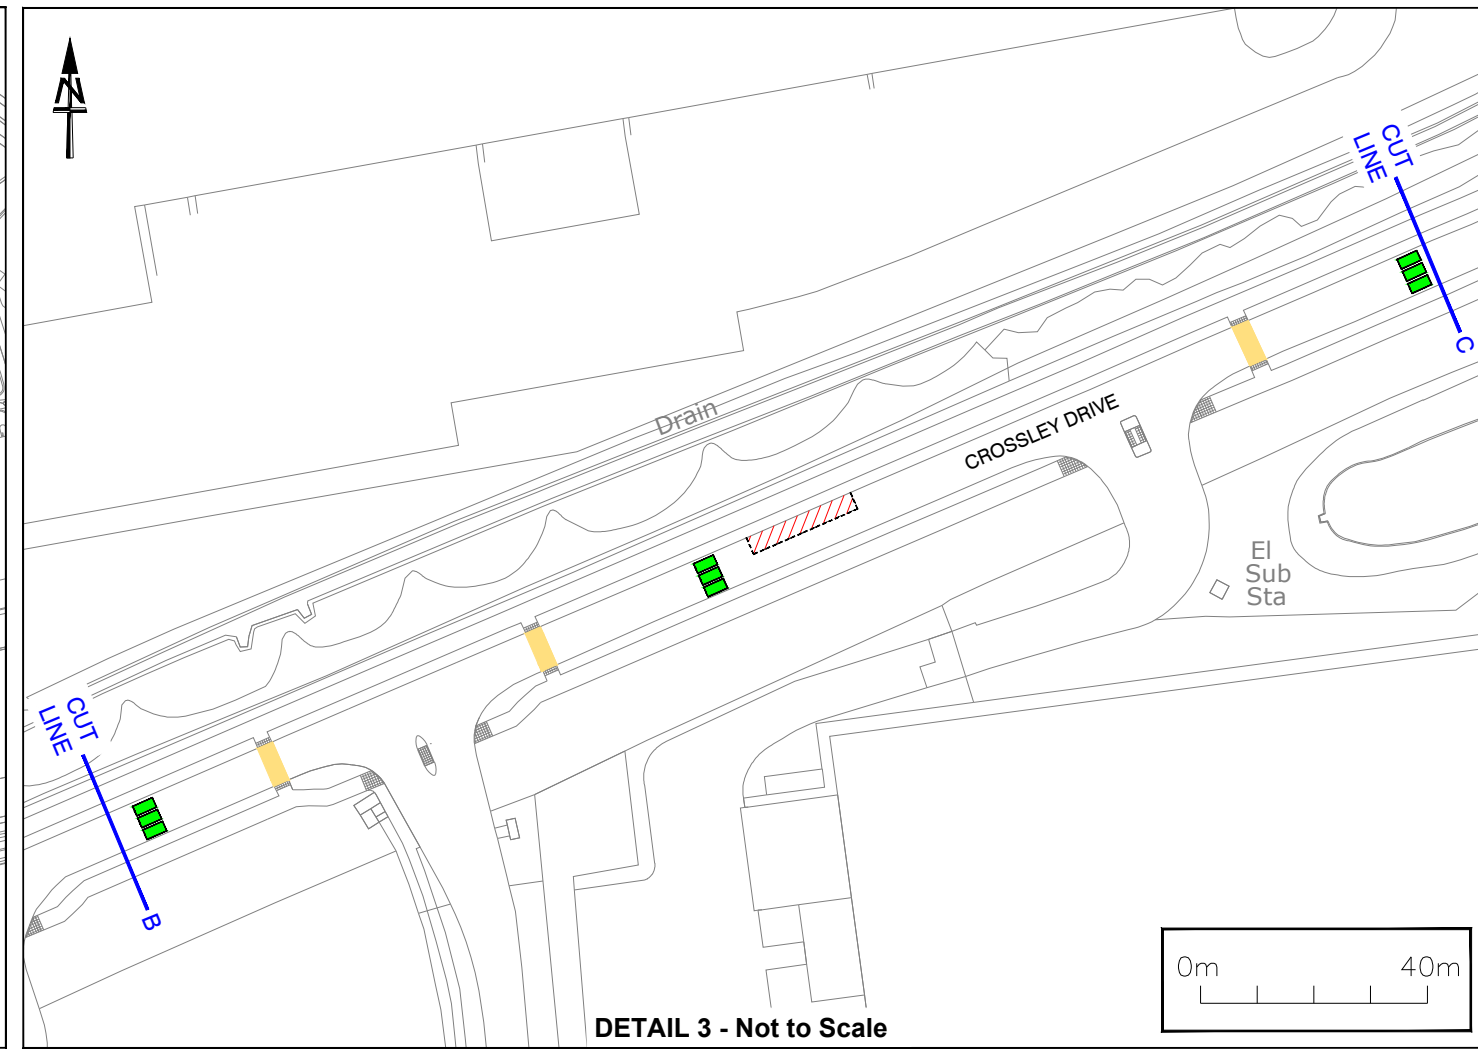 N
CUT
LINE
C
Drain
CROSSLEY DRIVE
El
Sub
Sta
CUT
LINE
B
0m 40m
DETAIL 3 - Not to Scale